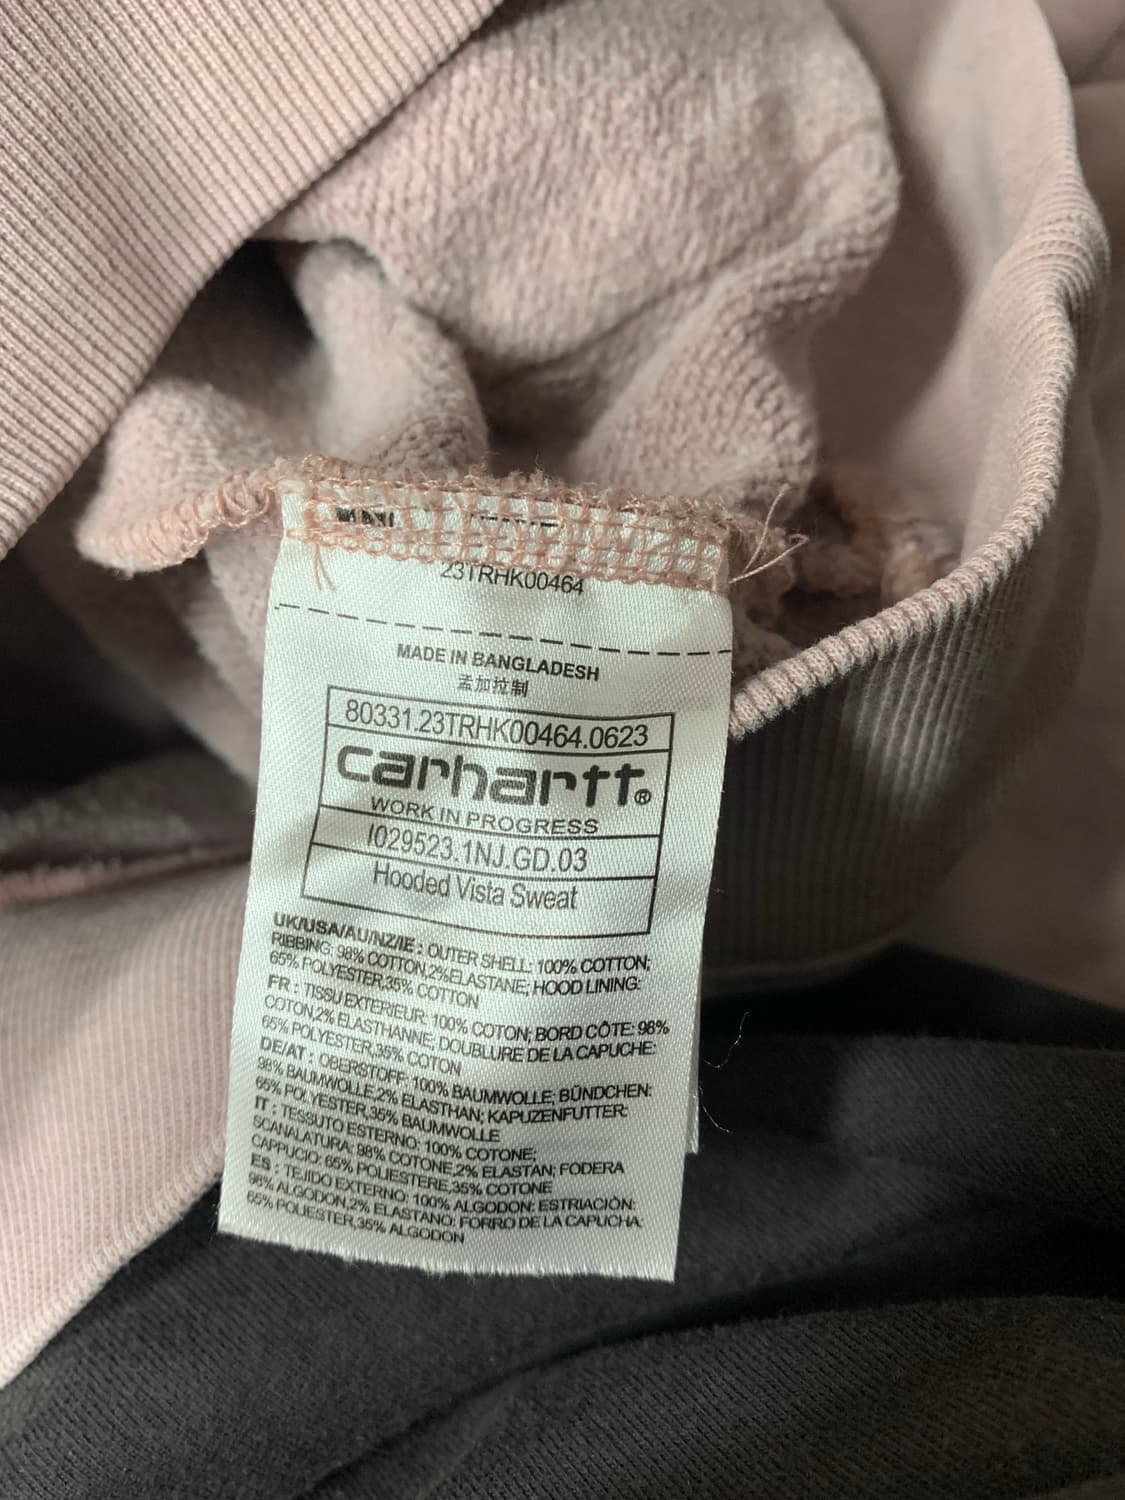 23TRHK00464
MADE IN BANGLADESH
孟加拉制
80331.23TRHK00464.0623
carhartt®
WORK IN PROGRESS
I029523.1NJ.GD.03
Hooded Vista Sweat
UK/USA/AU/NZ/IE : OUTER SHELL: 100% COTTON;
RIBBING: 98% COTTON,2%ELASTANE; HOOD LINING:
65% POLYESTER,35% COTTON
FR : TISSU EXTERIEUR: 100% COTON; BORD CÔTE: 98%
COTON,2% ELASTHANNE; DOUBLURE DE LA CAPUCHE:
65% POLYESTER,35% COTON
DE/AT : OBERSTOFF: 100% BAUMWOLLE; BÜNDCHEN:
98% BAUMWOLLE,2% ELASTHAN; KAPUZENFUTTER:
65% POLYESTER,35% BAUMWOLLE
IT : TESSUTO ESTERNO: 100% COTONE;
SCANALATURA: 98% COTONE,2% ELASTAN; FODERA
CAPPUCIO: 65% POLIESTERE,35% COTONE
ES : TEJIDO EXTERNO: 100% ALGODON: ESTRIACIÒN:
98% ALGODON,2% ELASTANO: FORRO DE LA CAPUCHA:
65% POLIESTER,35% ALGODON